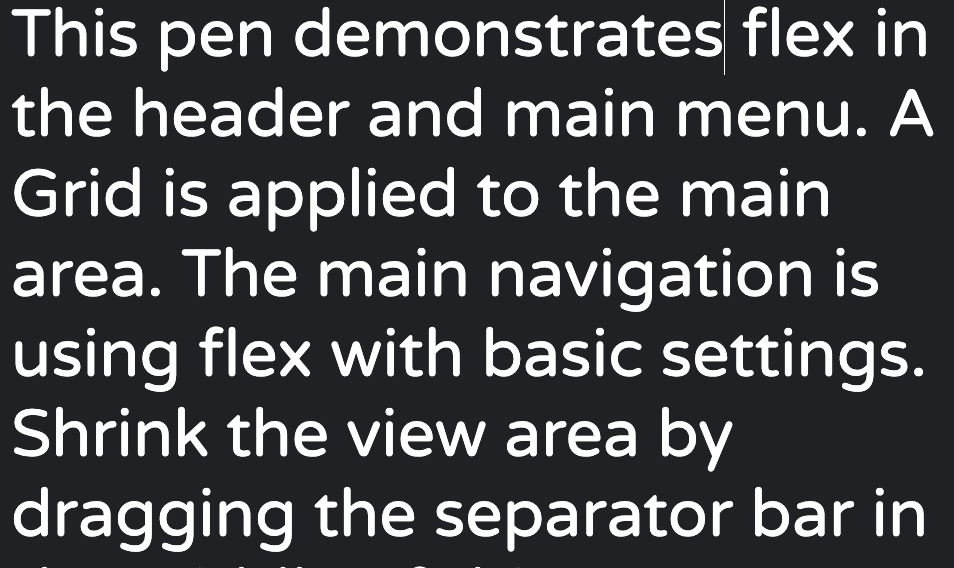 This pen demonstrates flex in
the header and main menu. A
Grid is applied to the main
area. The main navigation is
using flex with basic settings.
Shrink the view area by
dragging the separator bar in